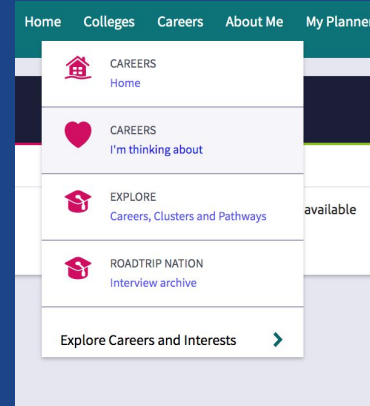 Home Colleges Careers About Me My Planner
CAREERS
Home
CAREERS
I'm thinking about
EXPLORE
Careers, Clusters and Pathways
available
ROADTRIP NATION
Interview archive
Explore Careers and Interests